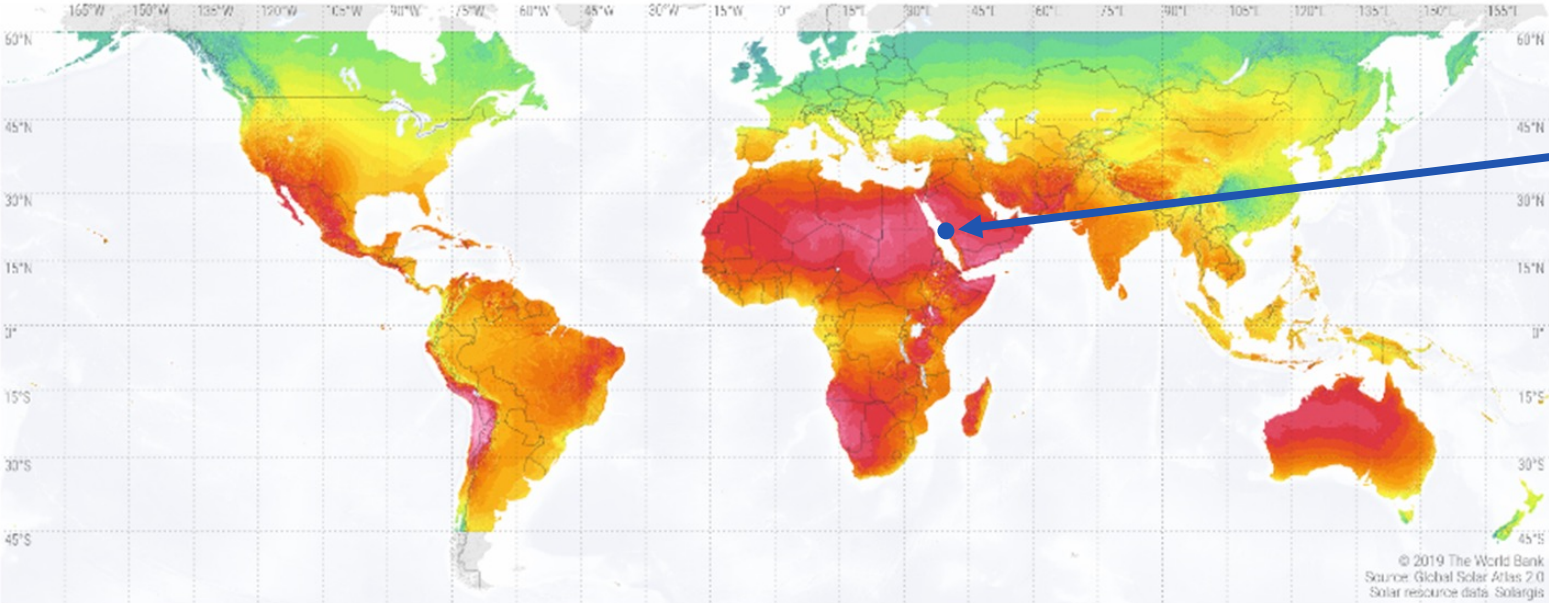 165°W 150°W 135°W 120°W 105°W 90°W 75°W 60°W 45°W 30°W 15°W 0° 15°E 30°E 45°E 60°E 75°E 90°E 105°E 120°E 135°E 150°E 155°E
60°N 60°N
45°N 45°N
30°N 30°N
15°N 15°N
0° 0°
15°S 15°S
30°S 30°S
45°S 45°S
© 2019 The World Bank
Source: Global Solar Atlas 2.0
Solar resource data: Solargis